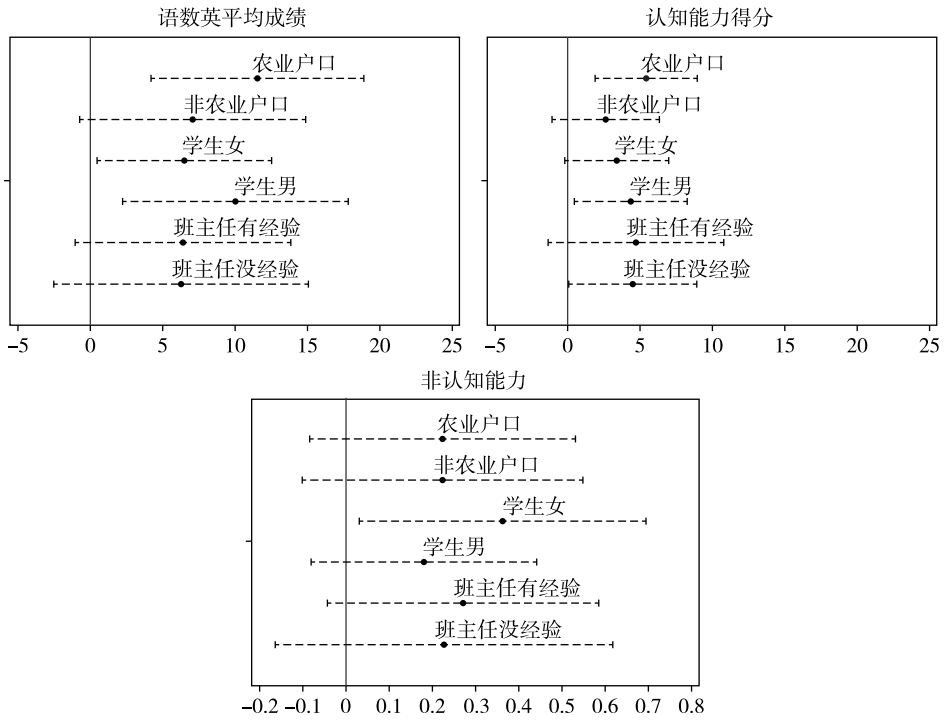 语数英平均成绩
农业户口
非农业户口
学生女
学生男
班主任有经验
班主任没经验
−5 0 5 10 15 20 25
认知能力得分
农业户口
非农业户口
学生女
学生男
班主任有经验
班主任没经验
−5 0 5 10 15 20 25
非认知能力
农业户口
非农业户口
学生女
学生男
班主任有经验
班主任没经验
−0.2 −0.1 0 0.1 0.2 0.3 0.4 0.5 0.6 0.7 0.8